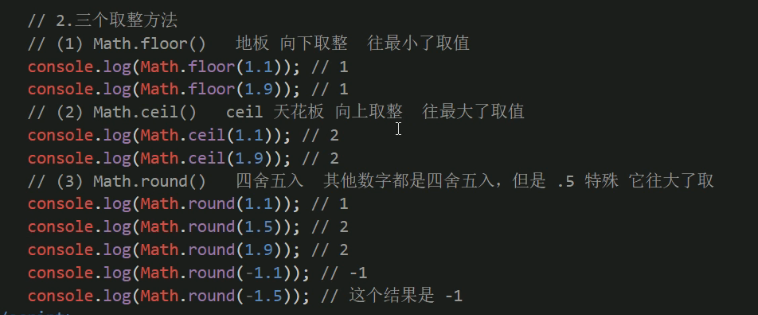 // 2.三个取整方法
// (1) Math.floor()   地板 向下取整  往最小了取值
console.log(Math.floor(1.1)); // 1
console.log(Math.floor(1.9)); // 1
// (2) Math.ceil()   ceil 天花板 向上取整  往最大了取值
console.log(Math.ceil(1.1)); // 2
console.log(Math.ceil(1.9)); // 2
// (3) Math.round()   四舍五入  其他数字都是四舍五入，但是 .5 特殊 它往大了取
console.log(Math.round(1.1)); // 1
console.log(Math.round(1.5)); // 2
console.log(Math.round(1.9)); // 2
console.log(Math.round(-1.1)); // -1
console.log(Math.round(-1.5)); // 这个结果是 -1